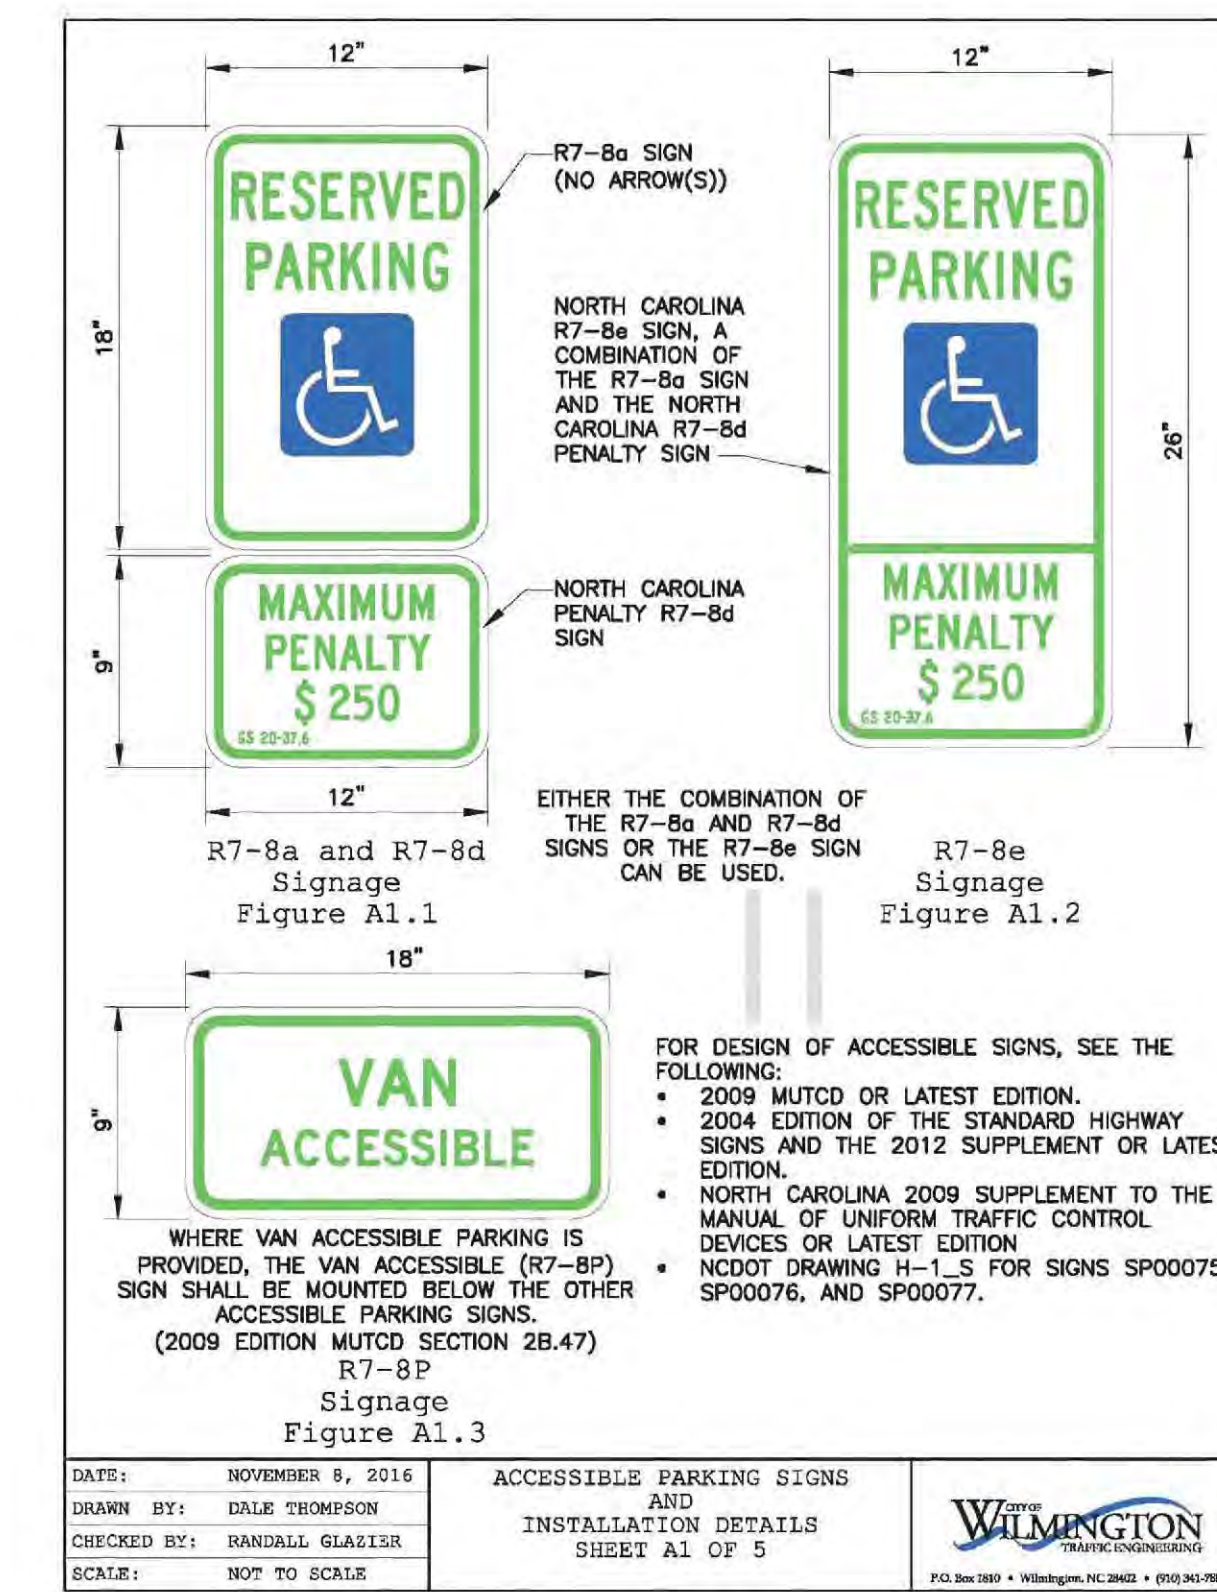 12"
RESERVED
PARKING
18"
R7-8a SIGN
(NO ARROW(S))
MAXIMUM
PENALTY
$ 250
GS 20-37.6
9"
NORTH CAROLINA
PENALTY R7-8d
SIGN
12"
R7-8a and R7-8d
Signage
Figure A1.1
NORTH CAROLINA
R7-8e SIGN, A
COMBINATION OF
THE R7-8a SIGN
AND THE NORTH
CAROLINA R7-8d
PENALTY SIGN
12"
RESERVED
PARKING
26"
MAXIMUM
PENALTY
$ 250
GS 20-37.6
EITHER THE COMBINATION OF
THE R7-8a AND R7-8d
SIGNS OR THE R7-8e SIGN
CAN BE USED.
R7-8e
Signage
Figure A1.2
18"
9"
VAN
ACCESSIBLE
WHERE VAN ACCESSIBLE PARKING IS
PROVIDED, THE VAN ACCESSIBLE (R7-8P)
SIGN SHALL BE MOUNTED BELOW THE OTHER
ACCESSIBLE PARKING SIGNS.
(2009 EDITION MUTCD SECTION 2B.47)
R7-8P
Signage
Figure A1.3
FOR DESIGN OF ACCESSIBLE SIGNS, SEE THE
FOLLOWING:
• 2009 MUTCD OR LATEST EDITION.
• 2004 EDITION OF THE STANDARD HIGHWAY
SIGNS AND THE 2012 SUPPLEMENT OR LATES
EDITION.
• NORTH CAROLINA 2009 SUPPLEMENT TO THE
MANUAL OF UNIFORM TRAFFIC CONTROL
DEVICES OR LATEST EDITION
• NCDOT DRAWING H-1_S FOR SIGNS SP00075
SP00076, AND SP00077.
DATE: NOVEMBER 8, 2016
DRAWN BY: DALE THOMPSON
CHECKED BY: RANDALL GLAZIER
SCALE: NOT TO SCALE
ACCESSIBLE PARKING SIGNS
AND
INSTALLATION DETAILS
SHEET A1 OF 5
CITY OF
WILMINGTON
TRAFFIC ENGINEERING
P.O. Box 7810 • Wilmington, NC 28402 • (910) 341-78